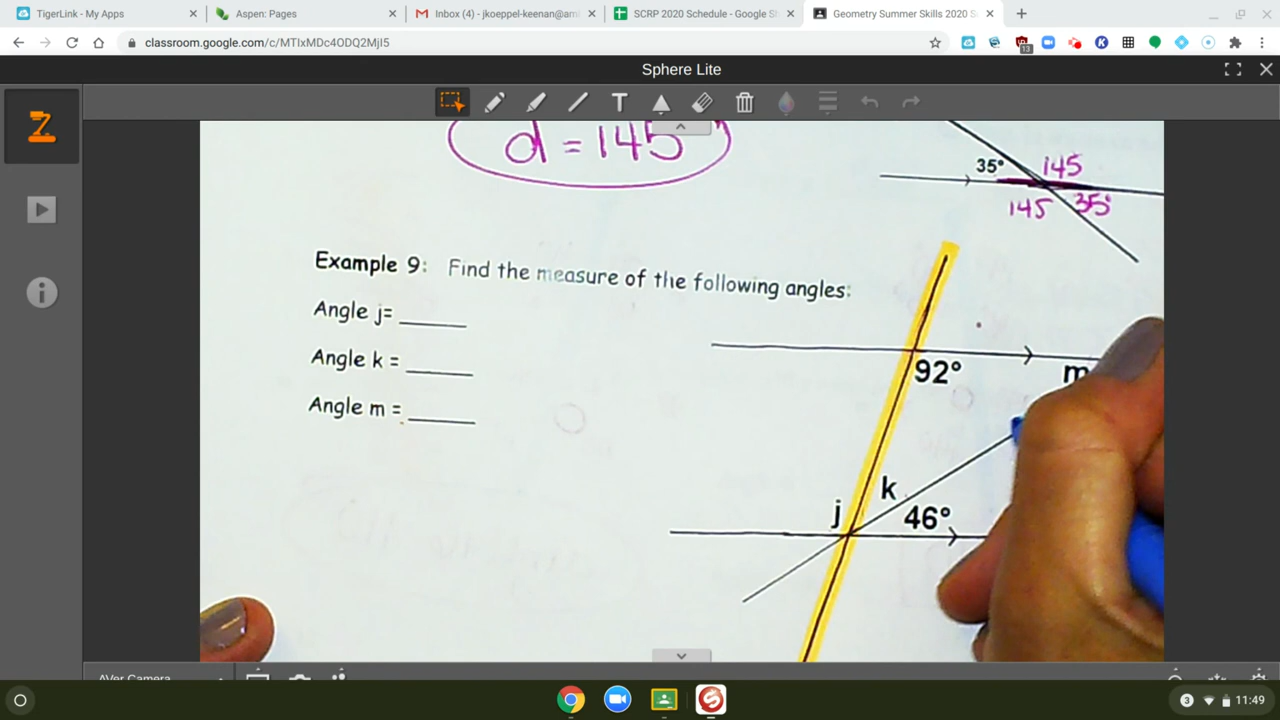 TigerLink - My Apps
Aspen: Pages
Inbox (4) - jkoeppel-keenan@am
SCRP 2020 Schedule - Google Sh
Geometry Summer Skills 2020 S
classroom.google.com/c/MTIxMDc4ODQ2MjI5
13
Sphere Lite
T
d = 145°
35°
145
145
35°
Example 9: Find the measure of the following angles:
Angle j= ______
Angle k = ______
Angle m = ______
92°
m
k
j
46°
AVer Camera
3
11:49